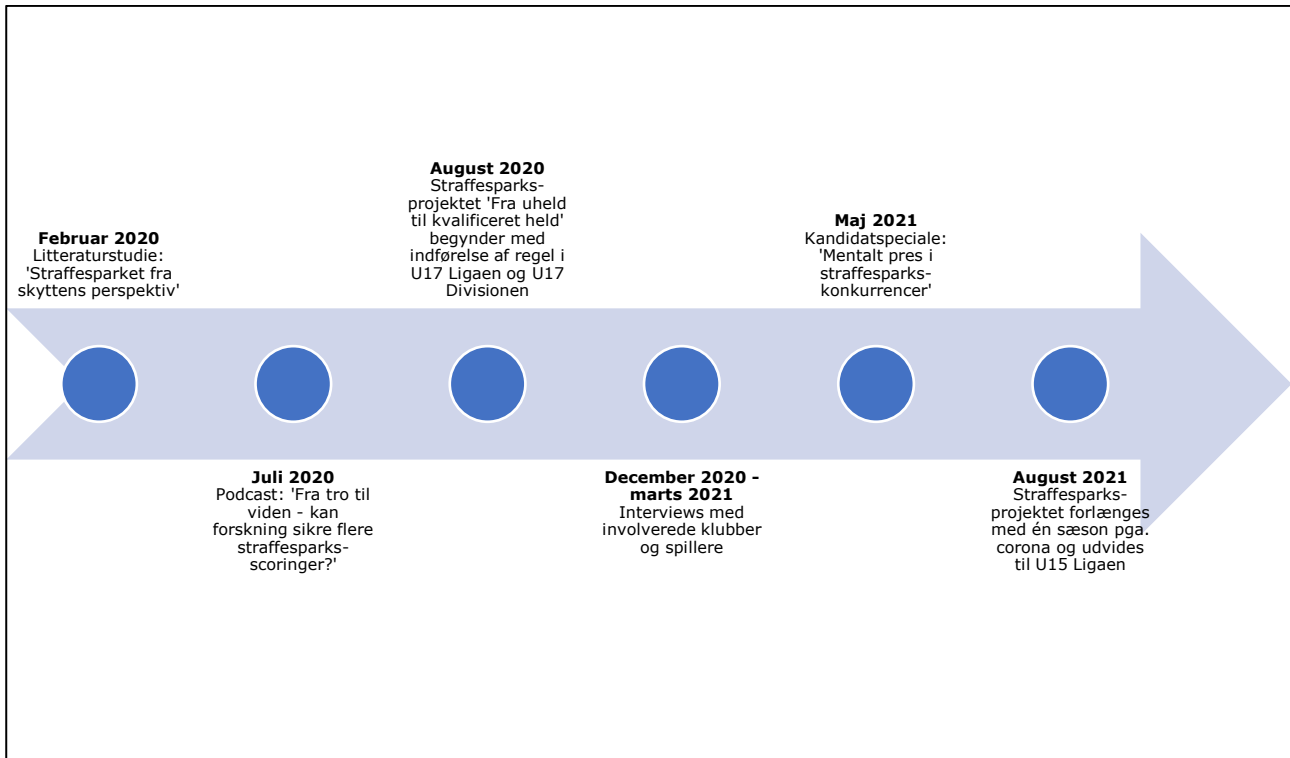 Februar 2020
Litteraturstudie:
'Straffesparket fra
skyttens perspektiv'
Juli 2020
Podcast: 'Fra tro til
viden - kan
forskning sikre flere
straffesparks-
scoringer?'
August 2020
Straffesparks-
projektet 'Fra uheld
til kvalificeret held'
begynder med
indførelse af regel i
U17 Ligaen og U17
Divisionen
December 2020 -
marts 2021
Interviews med
involverede klubber
og spillere
Maj 2021
Kandidatspeciale:
'Mentalt pres i
straffesparks-
konkurrencer'
August 2021
Straffesparks-
projektet forlænges
med én sæson pga.
corona og udvides
til U15 Ligaen